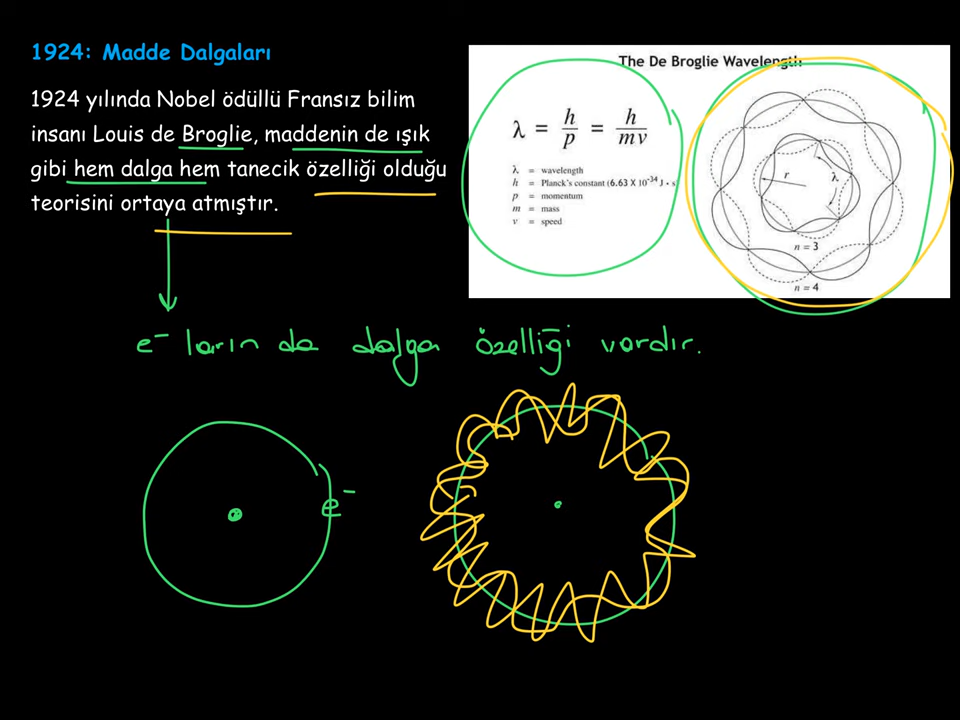 1924: Madde Dalgaları
1924 yılında Nobel ödüllü Fransız bilim
insanı Louis de Broglie, maddenin de ışık
gibi hem dalga hem tanecik özelliği olduğu
teorisini ortaya atmıştır.
The De Broglie Wavelength
λ = h/p = h/mv
λ = wavelength
h = Planck's constant (6.63 X 10⁻³⁴ J • s
p = momentum
m = mass
v = speed
r
λ
n = 3
n = 4
e⁻ ların da dalga özelliği vardır.
e⁻